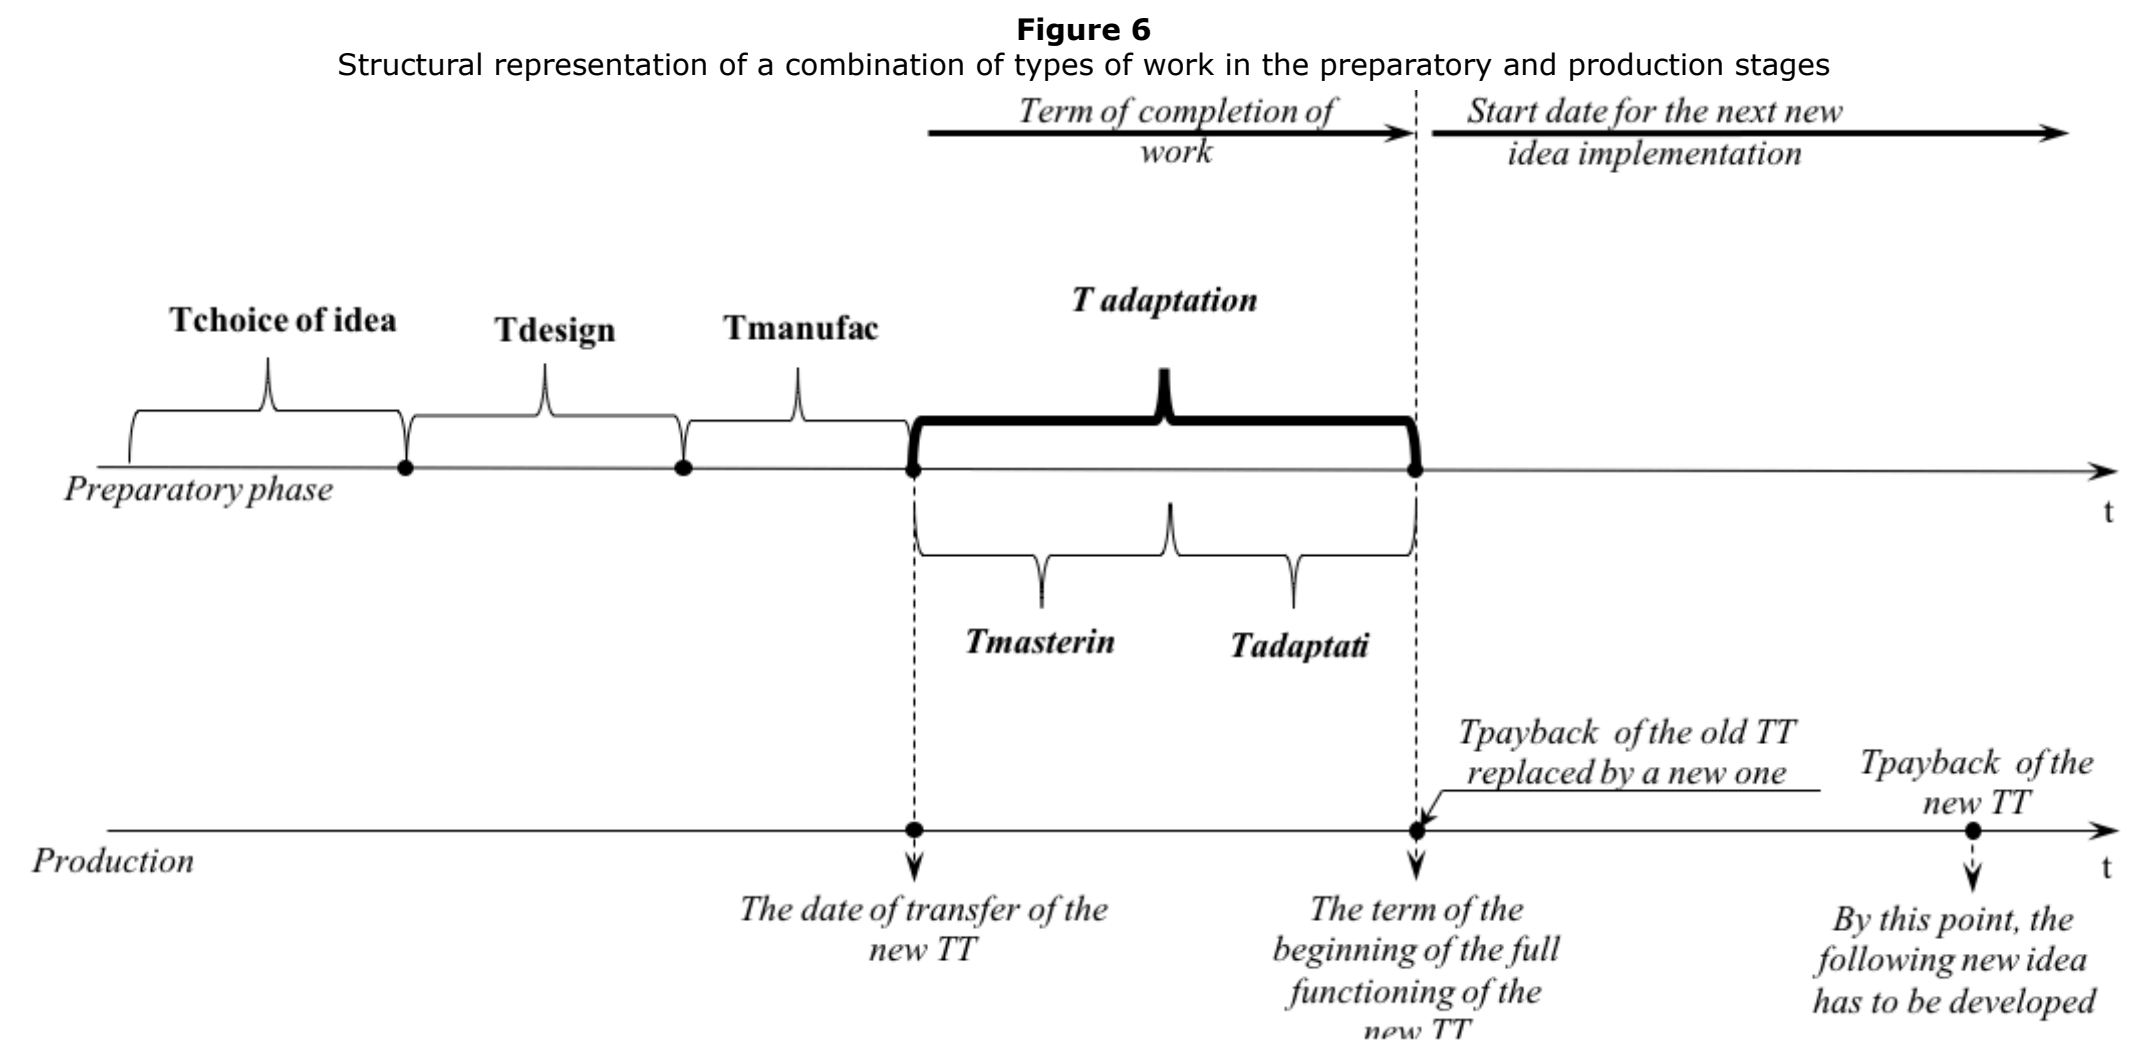 Figure 6
Structural representation of a combination of types of work in the preparatory and production stages
Term of completion of
work
Start date for the next new
idea implementation
Tchoice of idea
Tdesign
Tmanufac
T adaptation
Preparatory phase
t
Tmasterin
Tadaptati
Tpayback of the old TT
replaced by a new one
Tpayback of the
new TT
Production
t
The date of transfer of the
new TT
The term of the
beginning of the full
functioning of the
new TT
By this point, the
following new idea
has to be developed